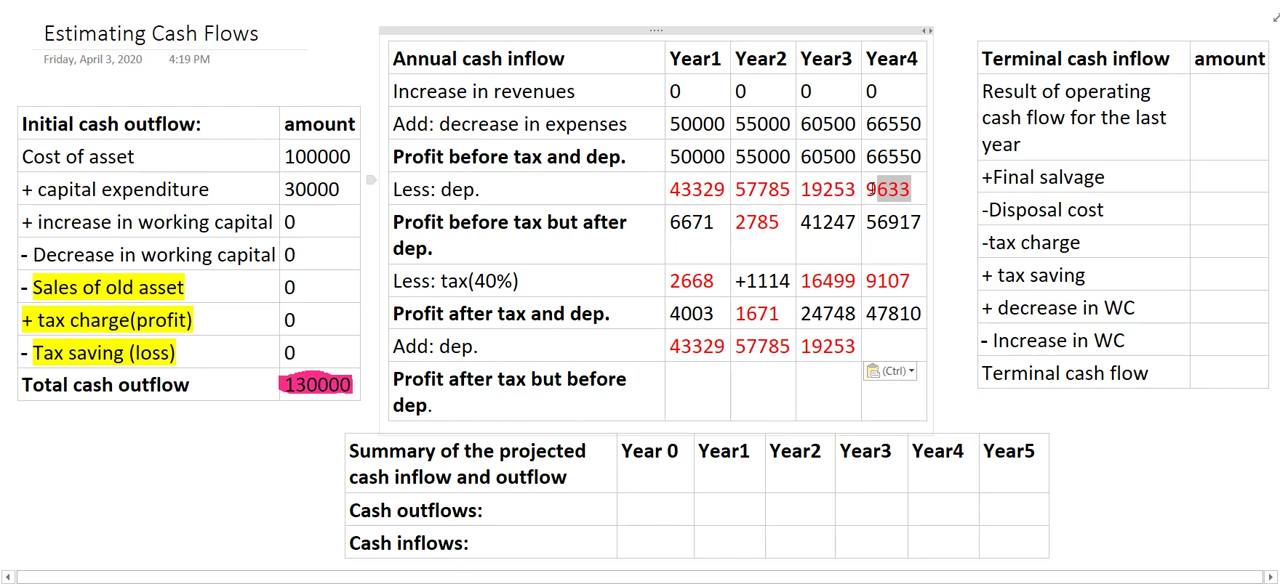 Estimating Cash Flows
Friday, April 3, 2020 4:19 PM
Initial cash outflow: amount
Cost of asset 100000
+ capital expenditure 30000
+ increase in working capital 0
- Decrease in working capital 0
- Sales of old asset 0
+ tax charge(profit) 0
- Tax saving (loss) 0
Total cash outflow 130000
Annual cash inflow Year1 Year2 Year3 Year4
Increase in revenues 0 0 0 0
Add: decrease in expenses 50000 55000 60500 66550
Profit before tax and dep. 50000 55000 60500 66550
Less: dep. 43329 57785 19253 9633
Profit before tax but after 6671 2785 41247 56917
dep.
Less: tax(40%) 2668 +1114 16499 9107
Profit after tax and dep. 4003 1671 24748 47810
Add: dep. 43329 57785 19253
Profit after tax but before
dep.
(Ctrl)
Terminal cash inflow amount
Result of operating
cash flow for the last
year
+Final salvage
-Disposal cost
-tax charge
+ tax saving
+ decrease in WC
- Increase in WC
Terminal cash flow
Summary of the projected Year 0 Year1 Year2 Year3 Year4 Year5
cash inflow and outflow
Cash outflows:
Cash inflows: